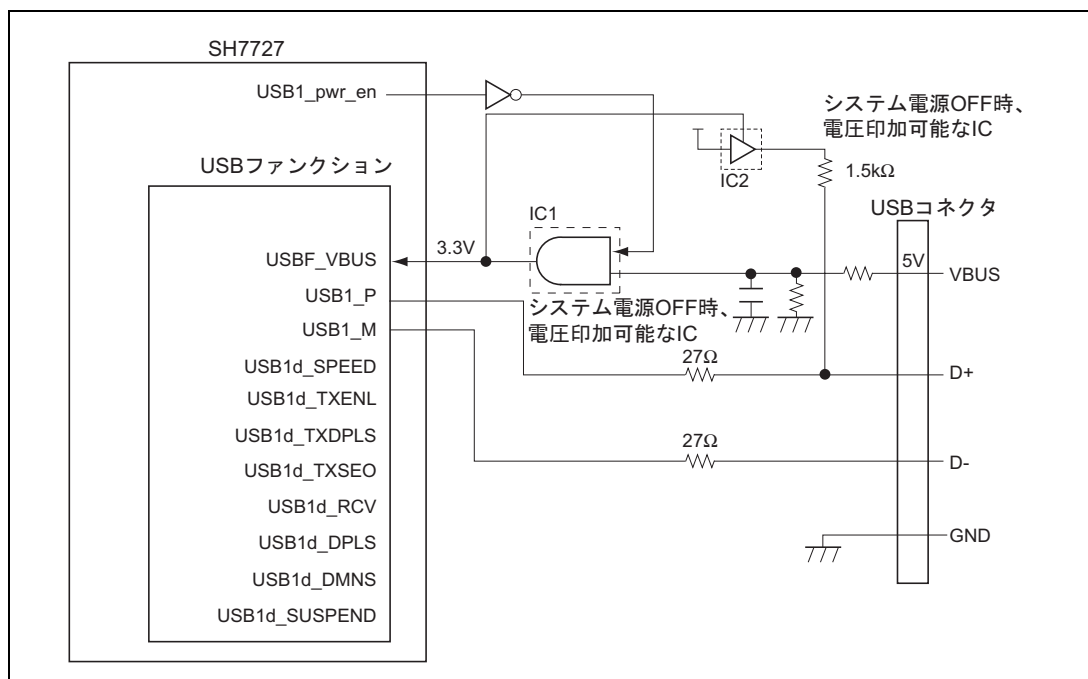 SH7727
USB1_pwr_en
システム電源OFF時、
電圧印加可能なIC
IC2
1.5kΩ
USBファンクション
USBコネクタ
IC1
3.3V
5V
USBF_VBUS
VBUS
USB1_P
システム電源OFF時、
電圧印加可能なIC
USB1_M
27Ω
USB1d_SPEED
D+
USB1d_TXENL
USB1d_TXDPLS
27Ω
USB1d_TXSEO
D-
USB1d_RCV
USB1d_DPLS
GND
USB1d_DMNS
USB1d_SUSPEND